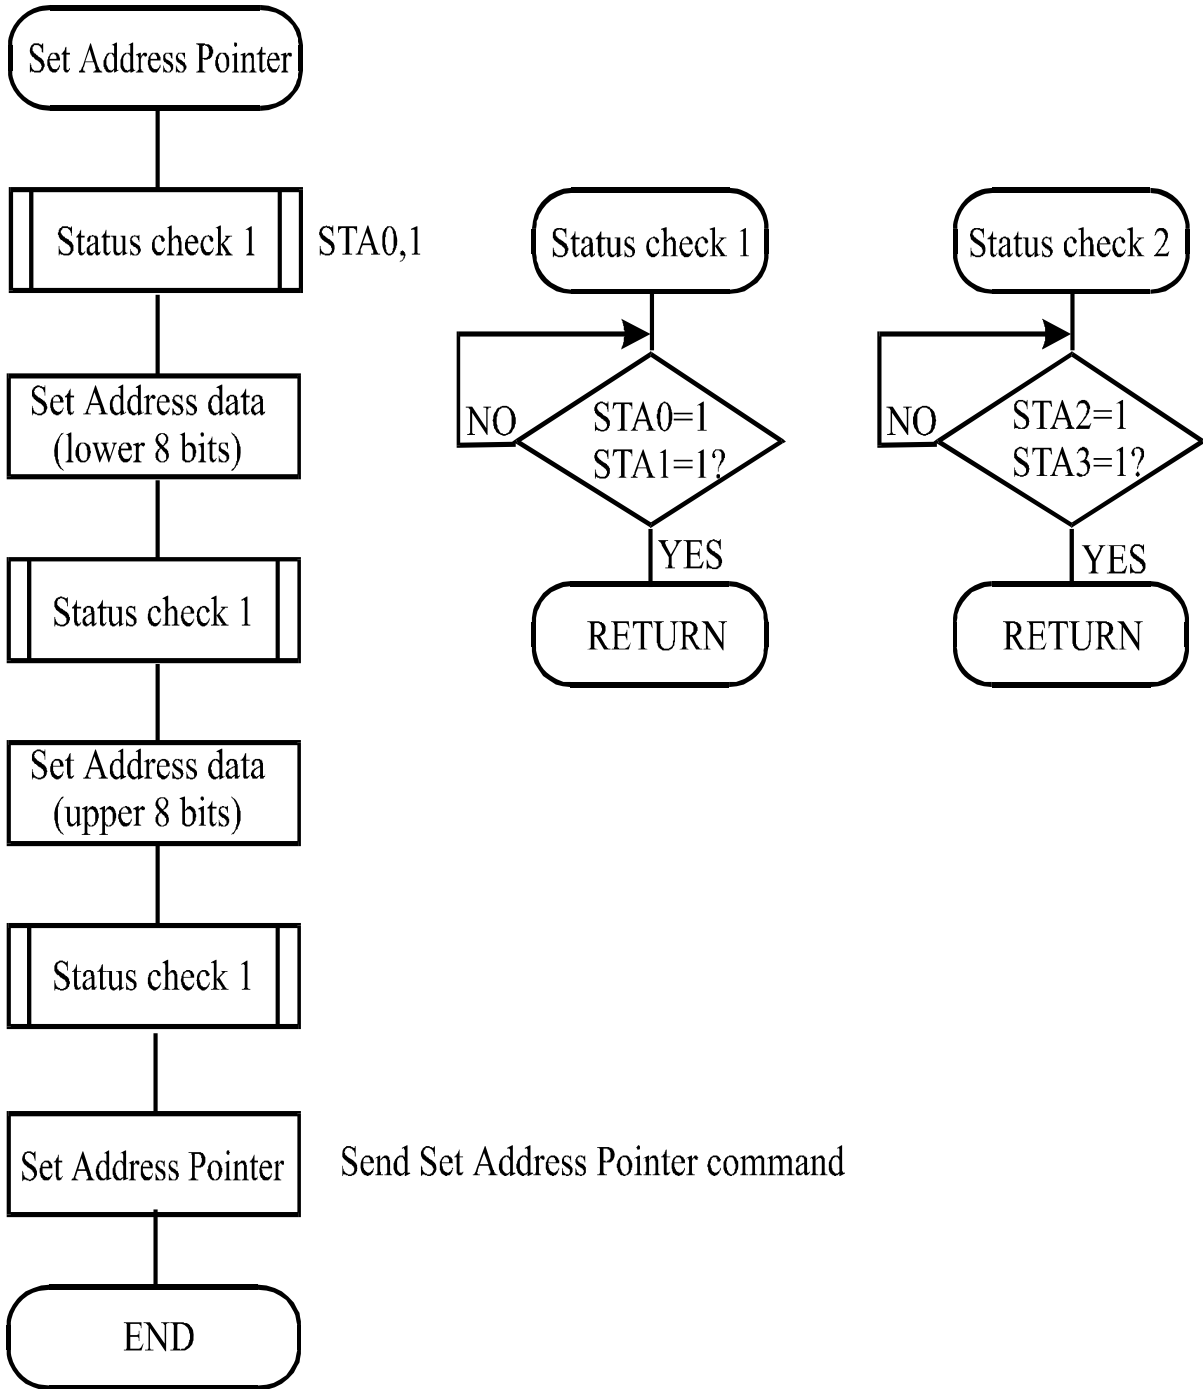 Set Address Pointer
Status check 1
STA0,1
Set Address data
(lower 8 bits)
Status check 1
Set Address data
(upper 8 bits)
Status check 1
Set Address Pointer
Send Set Address Pointer command
END
Status check 1
NO
STA0=1
STA1=1?
YES
RETURN
Status check 2
NO
STA2=1
STA3=1?
YES
RETURN